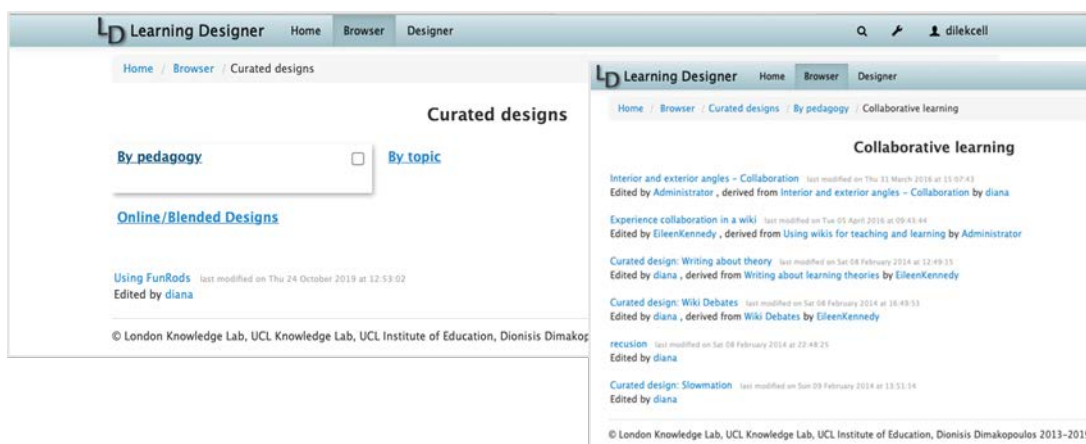 LD Learning Designer Home Browser Designer dilekcell
Home / Browser / Curated designs
Curated designs
By pedagogy By topic
Online/Blended Designs
Using FunRods last modified on Thu 24 October 2019 at 12:53:02
Edited by diana
© London Knowledge Lab, UCL Knowledge Lab, UCL Institute of Education, Dionisis Dimakop
LD Learning Designer Home Browser Designer
Home / Browser / Curated designs / By pedagogy / Collaborative learning
Collaborative learning
Interior and exterior angles - Collaboration last modified on Thu 31 March 2016 at 15:07:43
Edited by Administrator , derived from Interior and exterior angles - Collaboration by diana
Experience collaboration in a wiki last modified on Tue 05 April 2016 at 09:43:44
Edited by EileenKennedy , derived from Using wikis for teaching and learning by Administrator
Curated design: Writing about theory last modified on Sat 08 February 2014 at 12:49:15
Edited by diana , derived from Writing about learning theories by EileenKennedy
Curated design: Wiki Debates last modified on Sat 08 February 2014 at 16:49:53
Edited by diana , derived from Wiki Debates by EileenKennedy
recusion last modified on Sat 08 February 2014 at 22:48:25
Edited by diana
Curated design: Slowmation last modified on Sun 09 February 2014 at 13:51:34
Edited by diana
© London Knowledge Lab, UCL Knowledge Lab, UCL Institute of Education, Dionisis Dimakopoulos 2013-2019